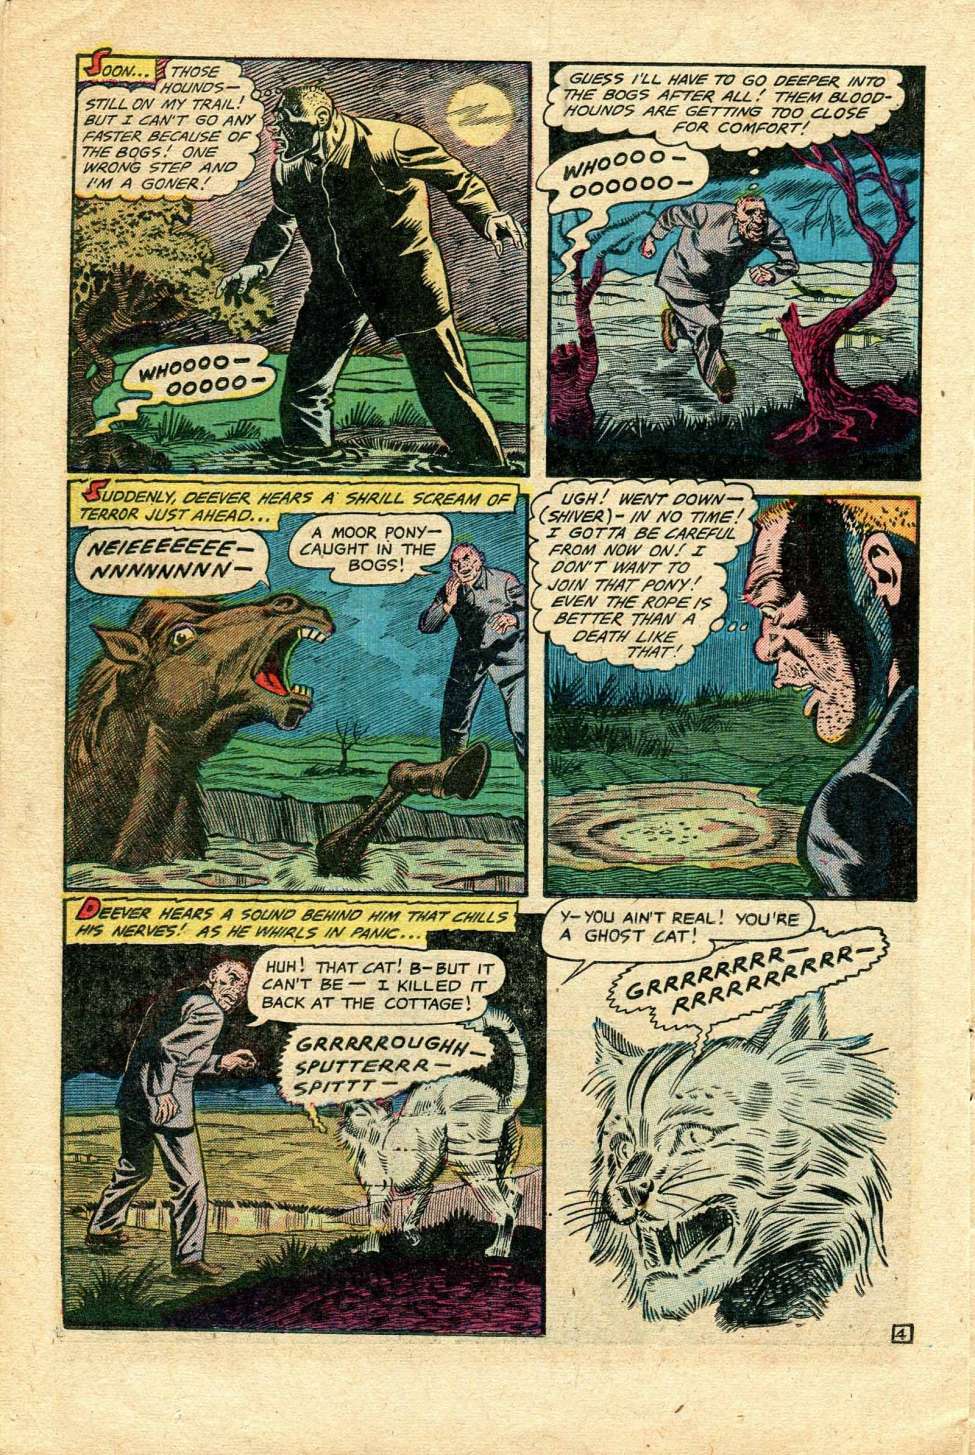 SOON...
THOSE
HOUNDS—
STILL ON MY TRAIL!
BUT I CAN'T GO ANY
FASTER BECAUSE OF
THE BOGS! ONE
WRONG STEP AND
I'M A GONER!
WHOOOO—
OOOOO—
GUESS I'LL HAVE TO GO DEEPER INTO
THE BOGS AFTER ALL! THEM BLOOD-
HOUNDS ARE GETTING TOO CLOSE
FOR COMFORT!
WHOOOO—
OOOOOO—
SUDDENLY, DEEVER HEARS A SHRILL SCREAM OF
TERROR JUST AHEAD...
NEIEEEEEEE—
NNNNNNNN—
A MOOR PONY—
CAUGHT IN THE
BOGS!
UGH! WENT DOWN—
(SHIVER)—IN NO TIME!
I GOTTA BE CAREFUL
FROM NOW ON! I
DON'T WANT TO
JOIN THAT PONY!
EVEN THE ROPE IS
BETTER THAN A
DEATH LIKE
THAT!
DEEVER HEARS A SOUND BEHIND HIM THAT CHILLS
HIS NERVES! AS HE WHIRLS IN PANIC...
HUH! THAT CAT! B-BUT IT
CAN'T BE— I KILLED IT
BACK AT THE COTTAGE!
GRRRRROUGHH—
SPUTTERRR—
SPITTT—
Y-YOU AIN'T REAL! YOU'RE
A GHOST CAT!
GRRRRRRRR—
RRRRRRRRRRR—
4